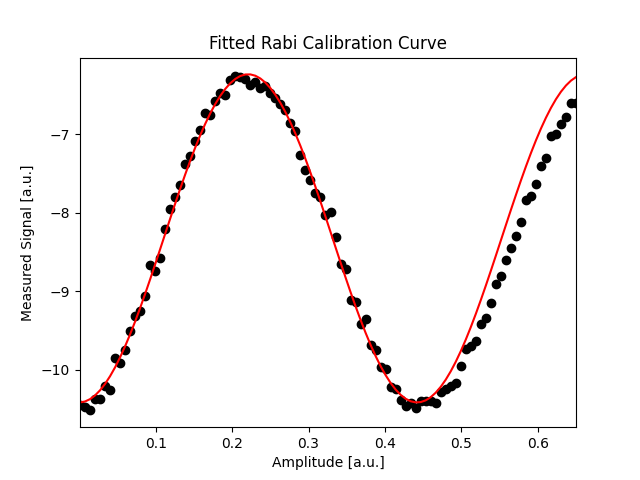 Fitted Rabi Calibration Curve
Measured Signal [a.u.]
−7
−8
−9
−10
0.1 0.2 0.3 0.4 0.5 0.6
Amplitude [a.u.]